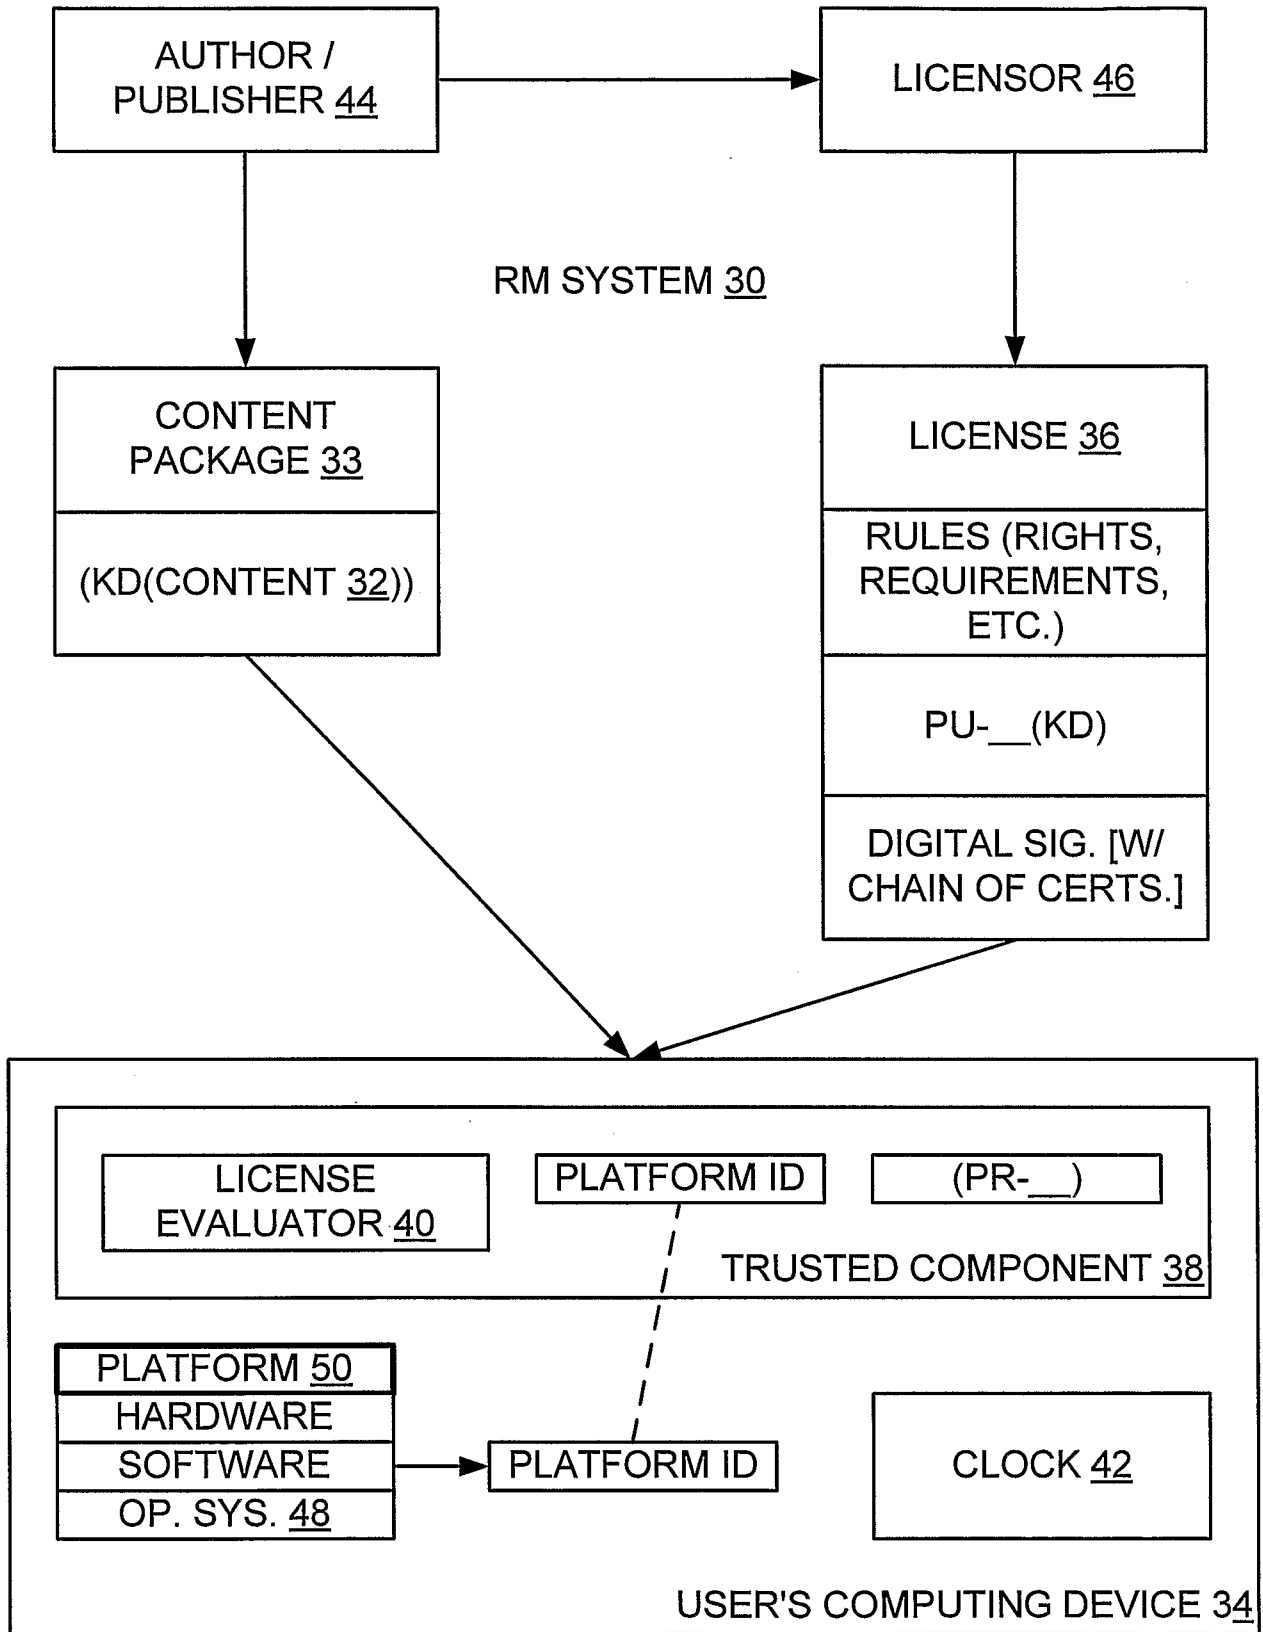 AUTHOR /
PUBLISHER 44
LICENSOR 46
RM SYSTEM 30
CONTENT
PACKAGE 33
(KD(CONTENT 32))
LICENSE 36
RULES (RIGHTS,
REQUIREMENTS,
ETC.)
PU-__(KD)
DIGITAL SIG. [W/
CHAIN OF CERTS.]
LICENSE
EVALUATOR 40
PLATFORM ID
(PR-__)
TRUSTED COMPONENT 38
PLATFORM 50
HARDWARE
SOFTWARE
OP. SYS. 48
PLATFORM ID
CLOCK 42
USER'S COMPUTING DEVICE 34